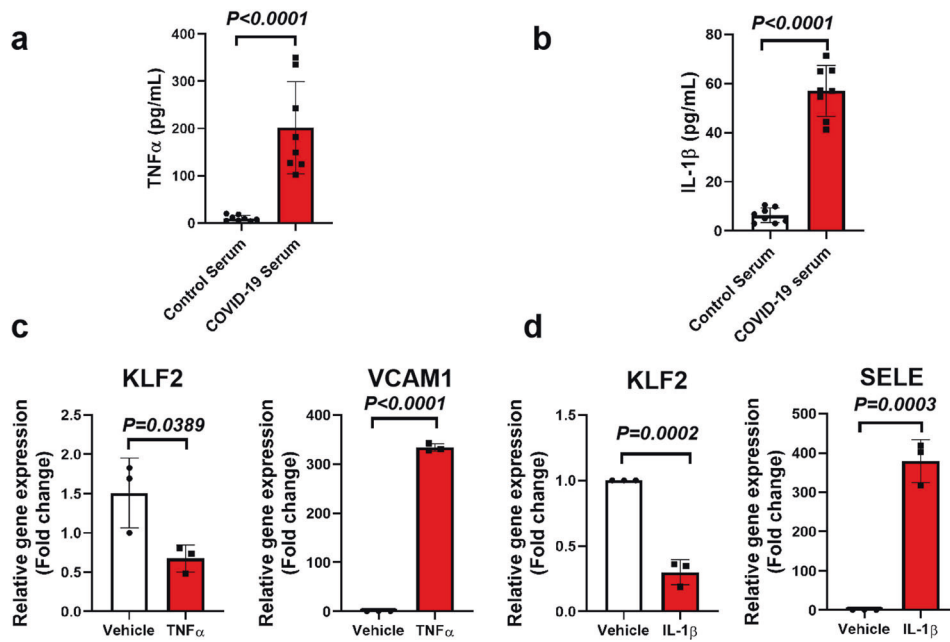 a
P<0.0001
TNFα (pg/mL)
400
300
200
100
0
Control Serum
COVID-19 Serum
b
P<0.0001
IL-1β (pg/mL)
80
60
40
20
0
Control Serum
COVID-19 serum
c
KLF2
P=0.0389
Relative gene expression
(Fold change)
2.5
2.0
1.5
1.0
0.5
0.0
Vehicle
TNFα
VCAM1
P<0.0001
Relative gene expression
(Fold change)
400
300
200
100
0
Vehicle
TNFα
d
KLF2
P=0.0002
Relative gene expression
(Fold change)
1.5
1.0
0.5
0.0
Vehicle
IL-1β
SELE
P=0.0003
Relative gene expression
(Fold change)
500
400
300
200
100
0
Vehicle
IL-1β